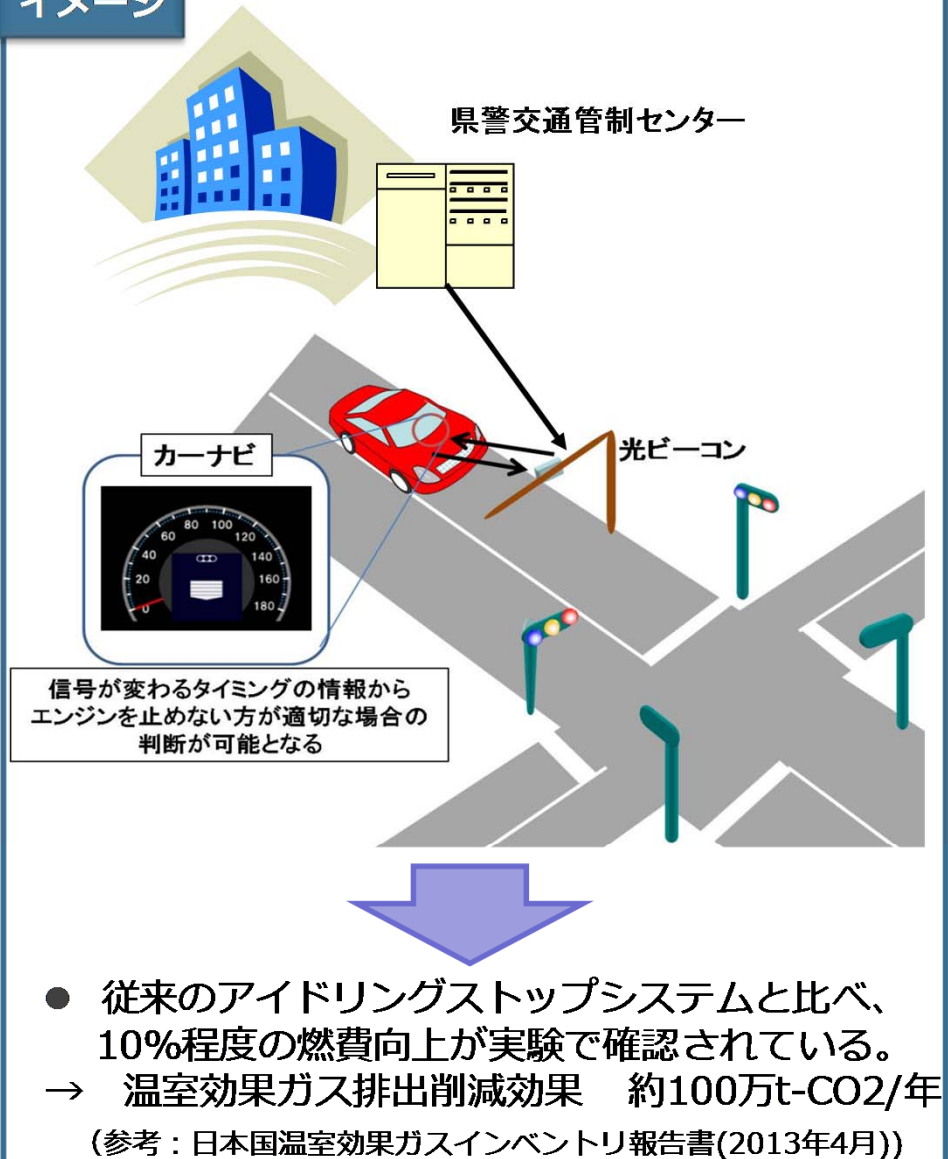 イメージ
県警交通管制センター
光ビーコン
カーナビ
0
20
40
60
80
100
120
140
160
180
信号が変わるタイミングの情報から
エンジンを止めない方が適切な場合の
判断が可能となる
● 従来のアイドリングストップシステムと比べ、
10%程度の燃費向上が実験で確認されている。
→ 温室効果ガス排出削減効果 約100万t-CO2/年
(参考：日本国温室効果ガスインベントリ報告書(2013年4月))